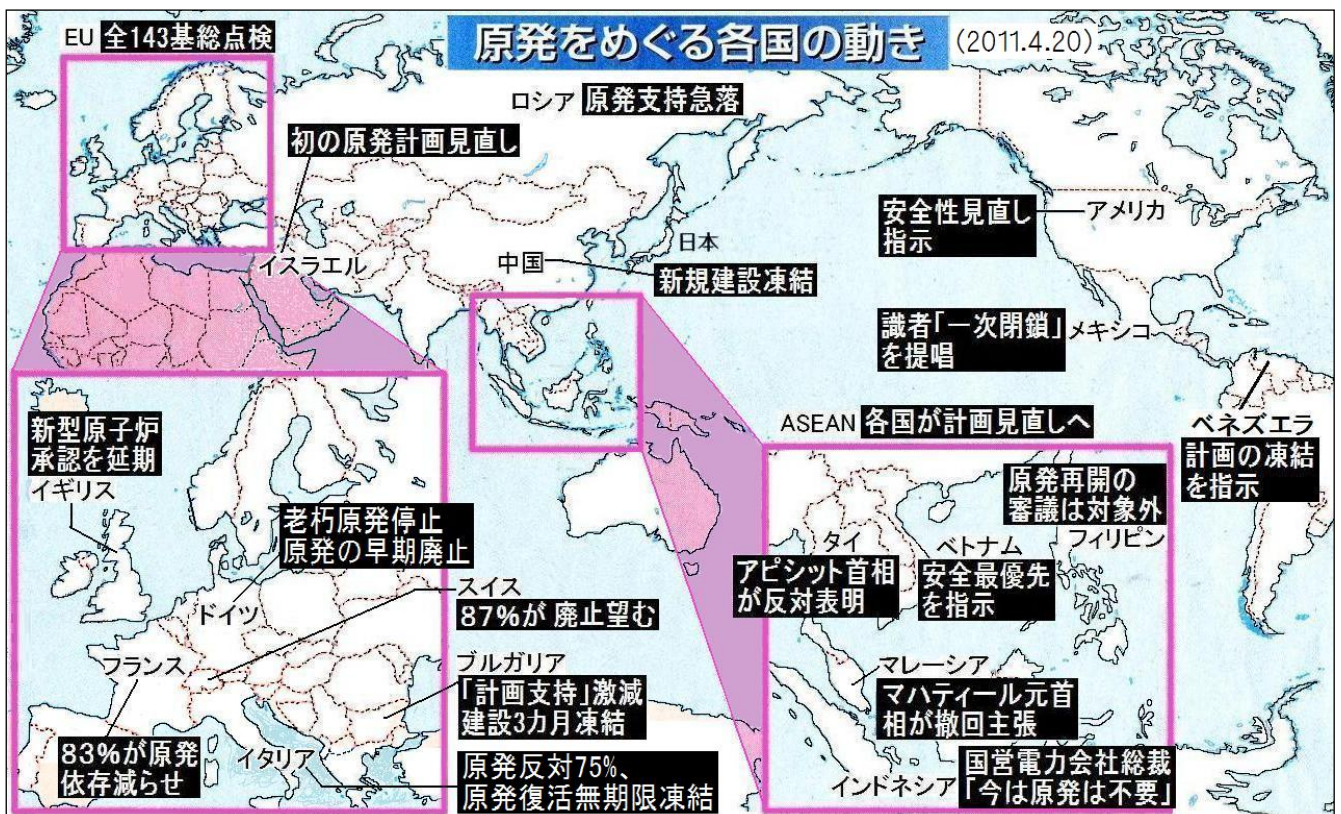 原発をめぐる各国の動き (2011.4.20)
EU 全143基総点検
ロシア 原発支持急落
初の原発計画見直し
イスラエル
中国
新規建設凍結
日本
安全性見直し
指示
アメリカ
識者「一次閉鎖」
を提唱
メキシコ
ベネズエラ
計画の凍結
を指示
新型原子炉
承認を延期
イギリス
老朽原発停止
原発の早期廃止
ドイツ
スイス
87%が 廃止望む
フランス
83%が原発
依存減らせ
ブルガリア
「計画支持」激減
建設3カ月凍結
イタリア
原発反対75%、
原発復活無期限凍結
ASEAN 各国が計画見直しへ
原発再開の
審議は対象外
フィリピン
タイ
アピシット首相
が反対表明
ベトナム
安全最優先
を指示
マレーシア
マハティール元首
相が撤回主張
インドネシア
国営電力会社総裁
「今は原発は不要」